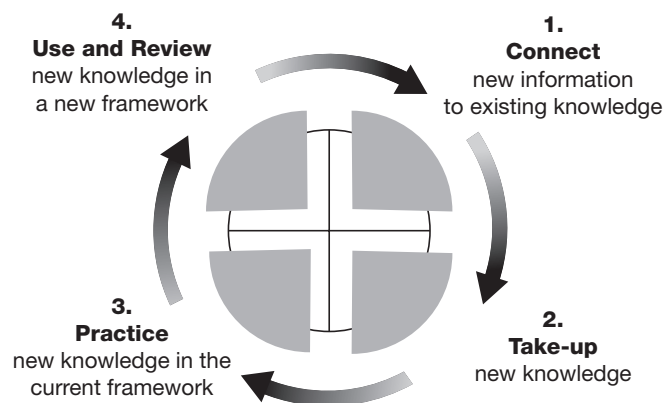 1.
Connect
new information
to existing knowledge
2.
Take-up
new knowledge
3.
Practice
new knowledge in the
current framework
4.
Use and Review
new knowledge in
a new framework